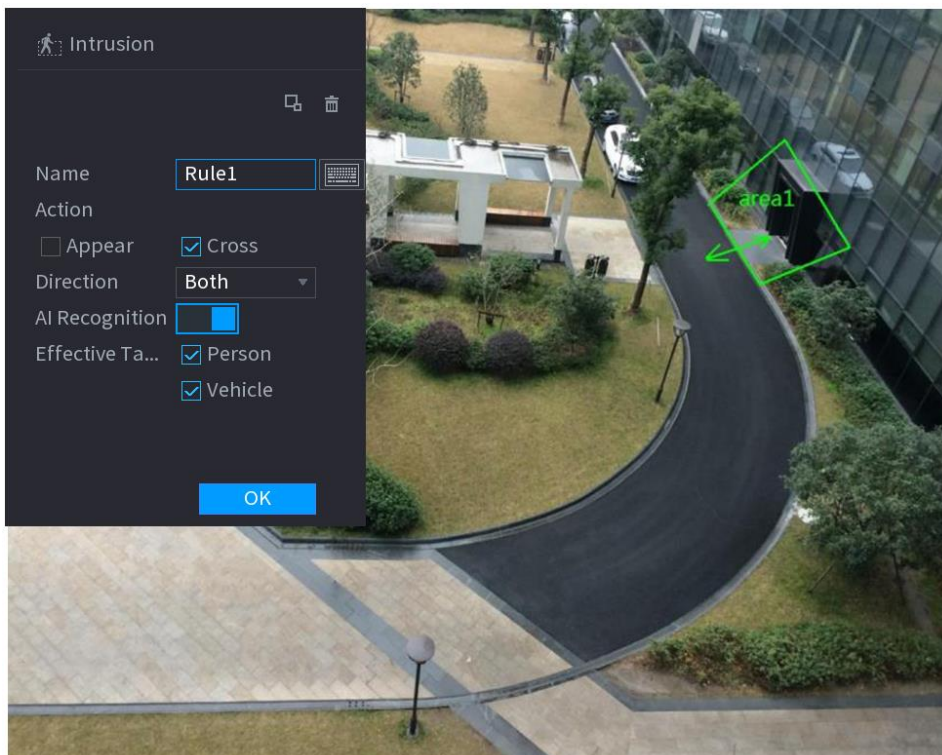 Intrusion
Name Rule1
Action
Appear Cross
Direction Both
AI Recognition
Effective Ta... Person
Vehicle
OK
area1